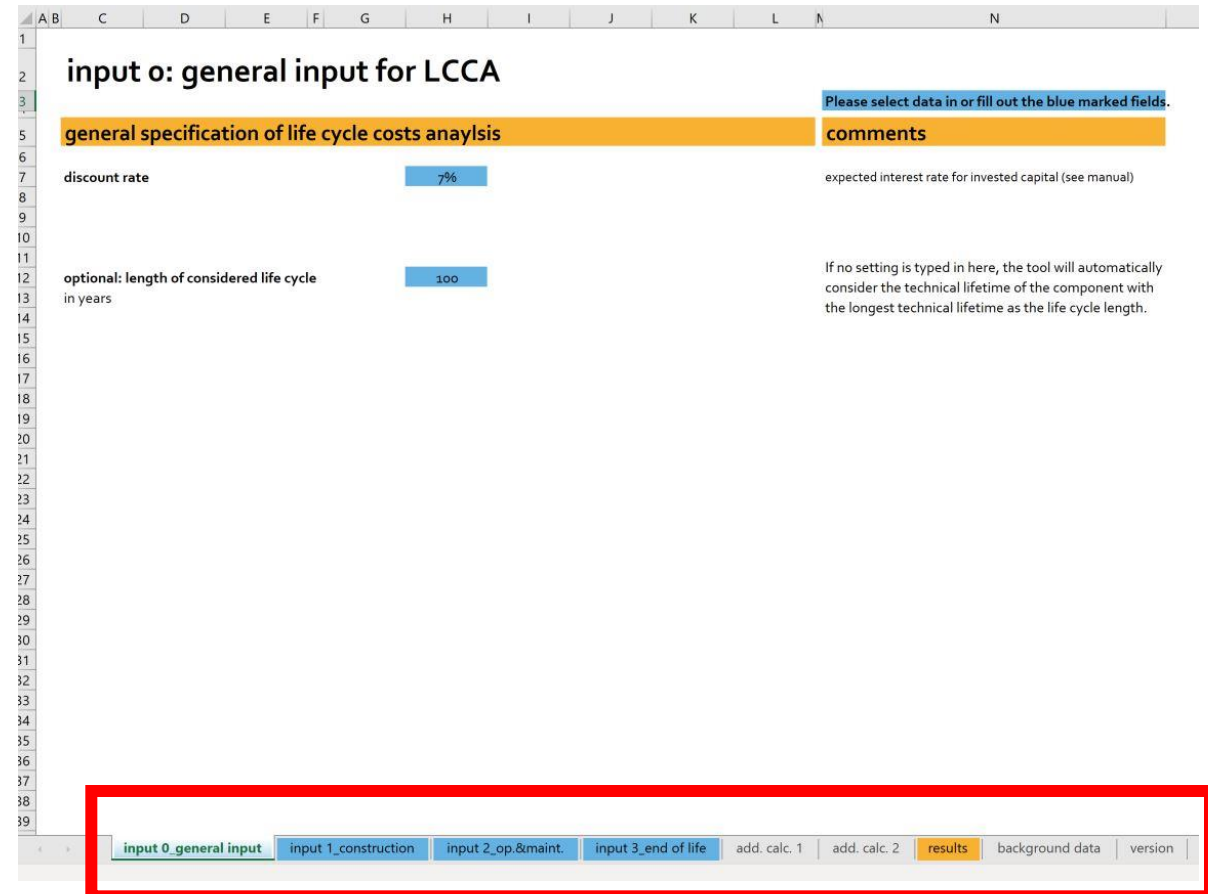 A B C D E F G H I J K L M N
1
2 input 0: general input for LCCA
3 Please select data in or fill out the blue marked fields.
5 general specification of life cycle costs anaylsis comments
6
7 discount rate 7% expected interest rate for invested capital (see manual)
8
9
10
11
If no setting is typed in here, the tool will automatically
12 optional: length of considered life cycle 100
consider the technical lifetime of the component with
13 in years
the longest technical lifetime as the life cycle length.
14
15
16
17
18
19
20
21
22
23
24
25
26
27
28
29
30
31
32
33
34
35
36
37
38
39
input 0_general input input 1_construction input 2_op.&maint. input 3_end of life add. calc. 1 add. calc. 2 results background data version